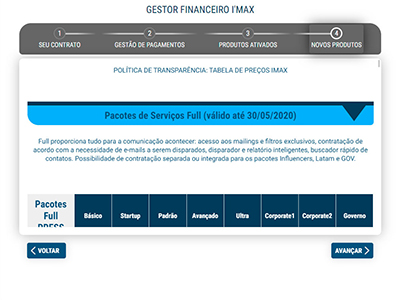 GESTOR FINANCEIRO I'MAX
1 2 3 4
SEU CONTRATO GESTÃO DE PAGAMENTOS PRODUTOS ATIVADOS NOVOS PRODUTOS
POLÍTICA DE TRANSPARÊNCIA: TABELA DE PREÇOS IMAX
Pacotes de Serviços Full (válido até 30/05/2020)
Full proporciona tudo para a comunicação acontecer: acesso aos mailings e filtros exclusivos, contratação de
acordo com a necessidade de e-mails a serem disparados, disparador e relatório inteligentes, buscador rápido de
contatos. Possibilidade de contratação separada ou integrada para os pacotes Influencers, Latam e GOV.
Pacotes
Full
PRESS
Básico Startup Padrão Avançado Ultra Corporate1 Corporate2 Governo
VOLTAR AVANÇAR